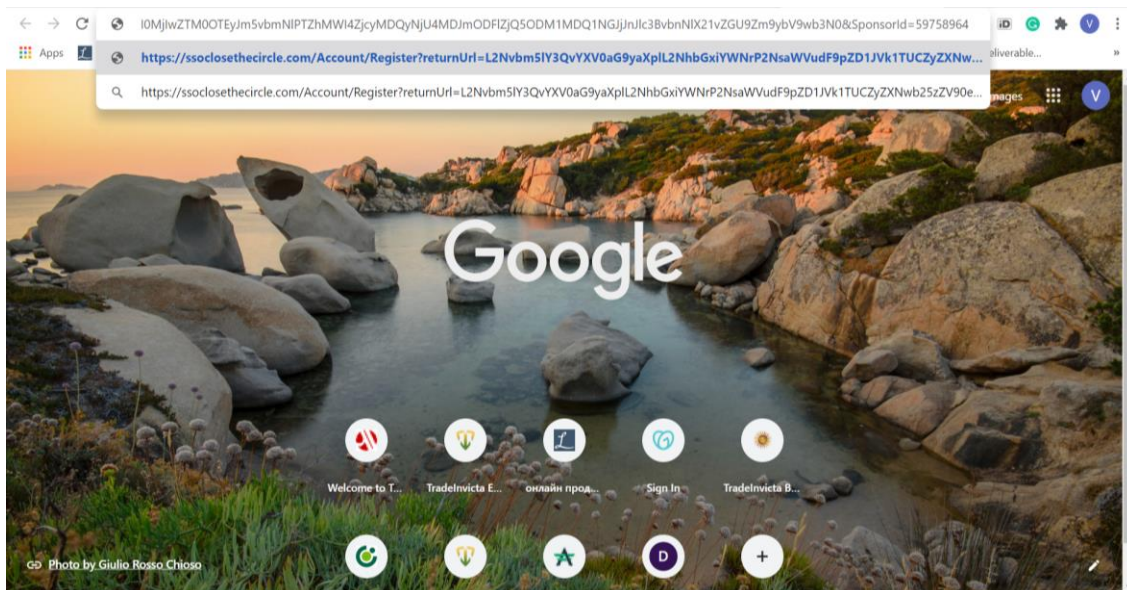 l0MjIwZTM0OTEyJm5vbmNlPTZhMWI4ZjcyMDQyNjU4MDJmODFlZjQ5ODM1MDQ1NGJjJnJlc3BvbnNlX21vZGU9Zm9ybV9wb3N0&SponsorId=59758964
Apps
https://ssoclosethecircle.com/Account/Register?returnUrl=L2Nvbm5lY3QvYXV0aG9yaXplL2NhbGxiYWNrP2NsaWVudF9pZD1JVk1TUCZyZXNw...
eliverable...
»
https://ssoclosethecircle.com/Account/Register?returnUrl=L2Nvbm5lY3QvYXV0aG9yaXplL2NhbGxiYWNrP2NsaWVudF9pZD1JVk1TUCZyZXNwb25zZV90e...
mages
V
Google
Welcome to T...
TradeInvicta E...
онлайн прод...
Sign In
TradeInvicta B...
D
Photo by Giulio Rosso Chioso